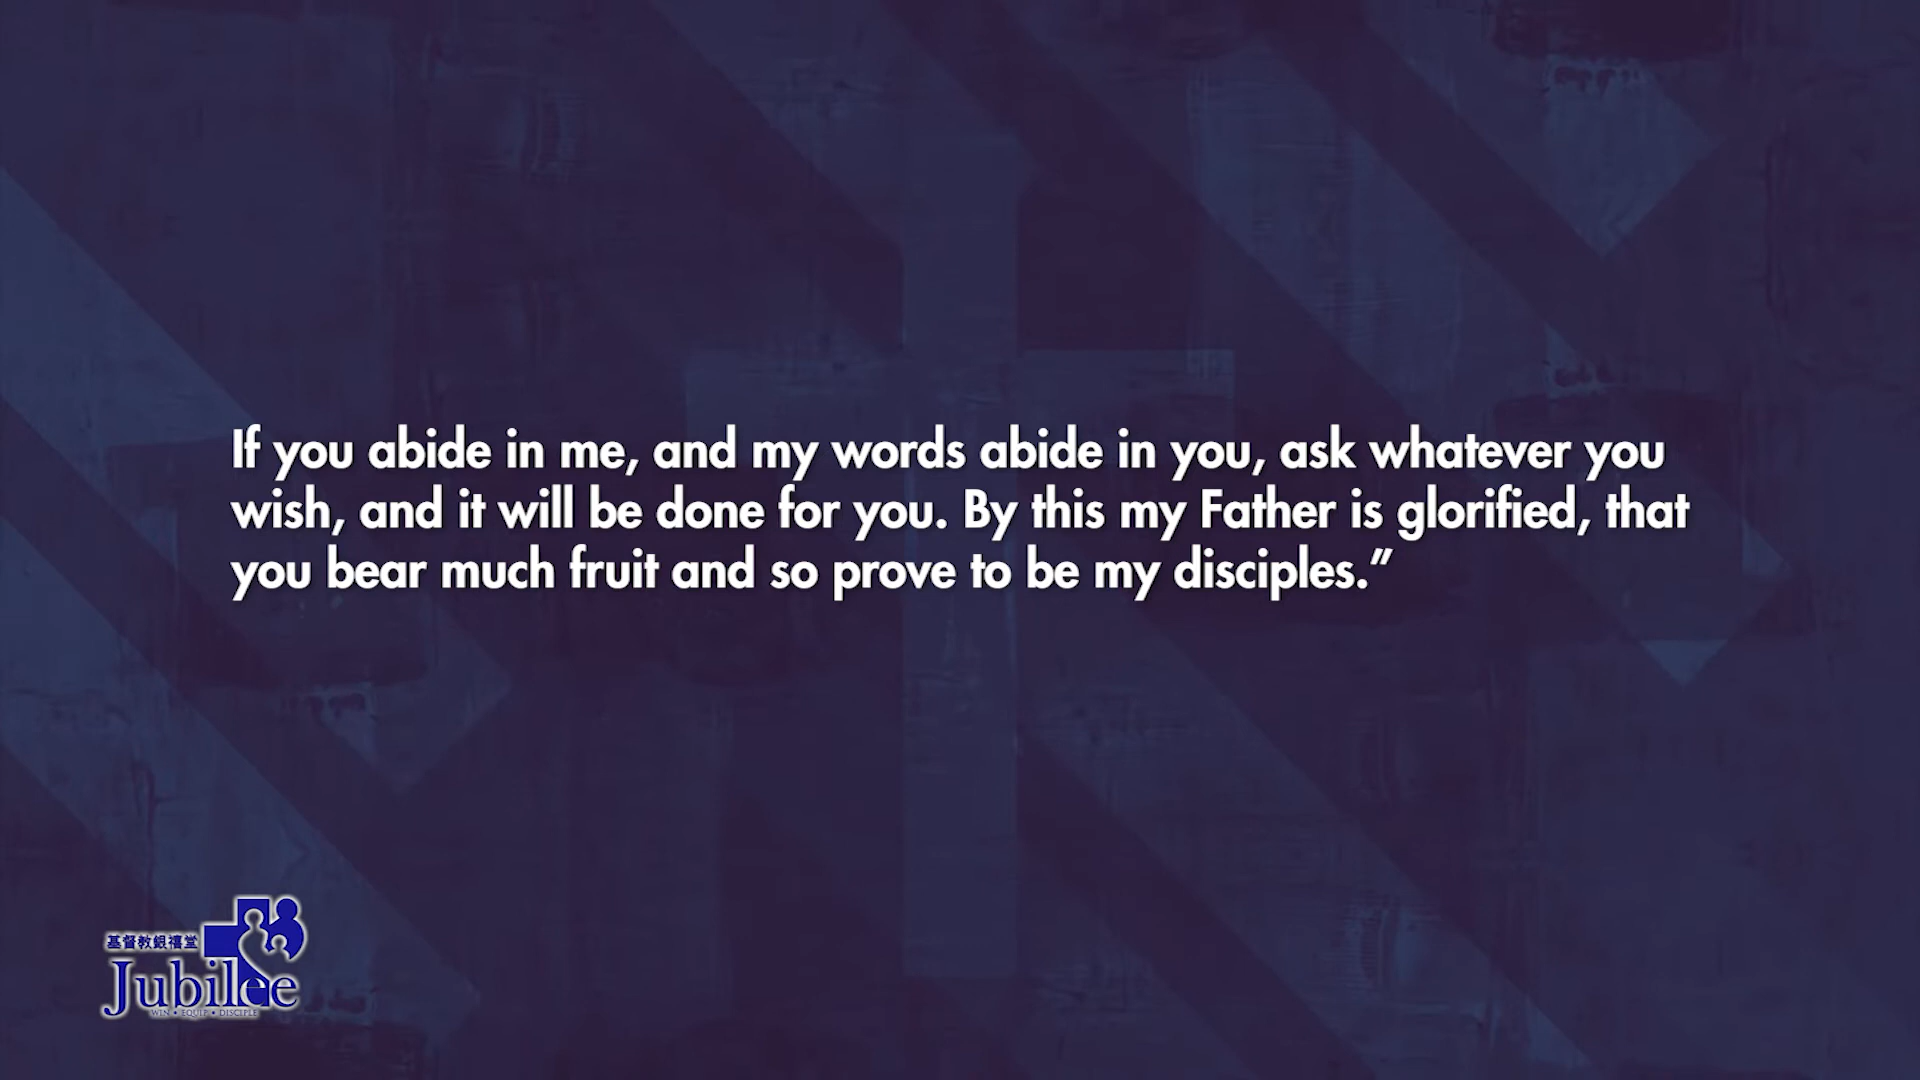 If you abide in me, and my words abide in you, ask whatever you
wish, and it will be done for you. By this my Father is glorified, that
you bear much fruit and so prove to be my disciples.”
基督教銀禧堂
Jubilee
WIN • EQUIP • DISCIPLE